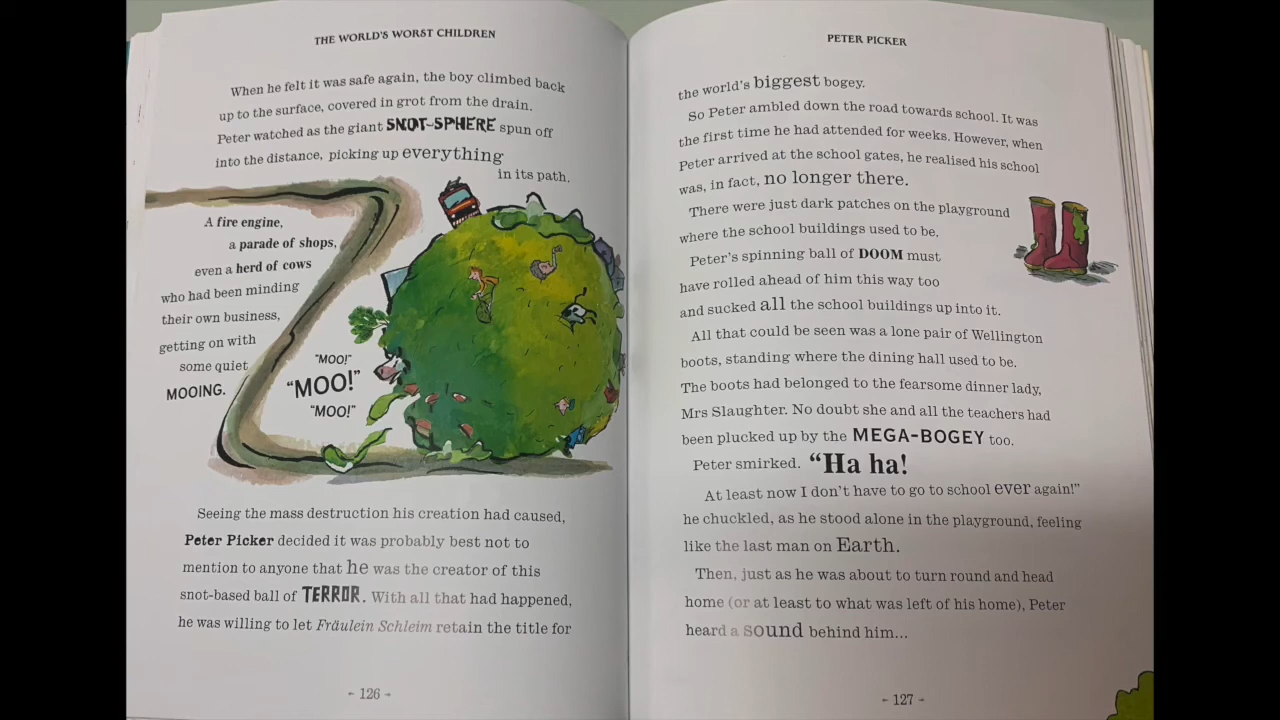 THE WORLD'S WORST CHILDREN
When he felt it was safe again, the boy climbed back
up to the surface, covered in grot from the drain.
Peter watched as the giant SNOT-SPHERE spun off
into the distance, picking up everything
in its path.
A fire engine,
a parade of shops,
even a herd of cows
who had been minding
their own business,
getting on with
some quiet
MOOING.
"MOO!"
"MOO!"
"MOO!"
Seeing the mass destruction his creation had caused,
Peter Picker decided it was probably best not to
mention to anyone that he was the creator of this
snot-based ball of TERROR. With all that had happened,
he was willing to let Fräulein Schleim retain the title for
- 126 -
PETER PICKER
the world's biggest bogey.
So Peter ambled down the road towards school. It was
the first time he had attended for weeks. However, when
Peter arrived at the school gates, he realised his school
was, in fact, no longer there.
There were just dark patches on the playground
where the school buildings used to be.
Peter's spinning ball of DOOM must
have rolled ahead of him this way too
and sucked all the school buildings up into it.
All that could be seen was a lone pair of Wellington
boots, standing where the dining hall used to be.
The boots had belonged to the fearsome dinner lady,
Mrs Slaughter. No doubt she and all the teachers had
been plucked up by the MEGA-BOGEY too.
Peter smirked. "Ha ha!
At least now I don't have to go to school ever again!"
he chuckled, as he stood alone in the playground, feeling
like the last man on Earth.
Then, just as he was about to turn round and head
home (or at least to what was left of his home), Peter
heard a sound behind him...
- 127 -